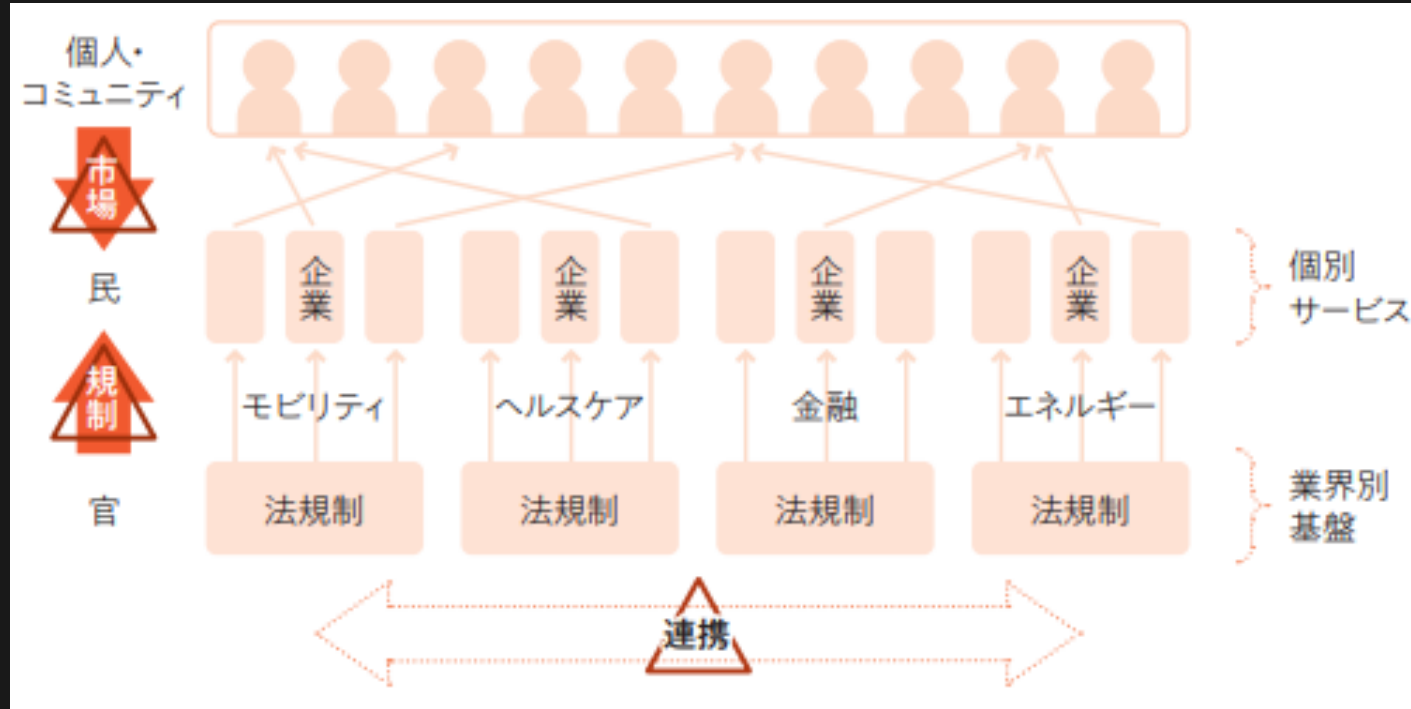 個人・
コミュニティ
市場
民
企業
企業
企業
企業
個別
サービス
規制
モビリティ
ヘルスケア
金融
エネルギー
官
法規制
法規制
法規制
法規制
業界別
基盤
連携